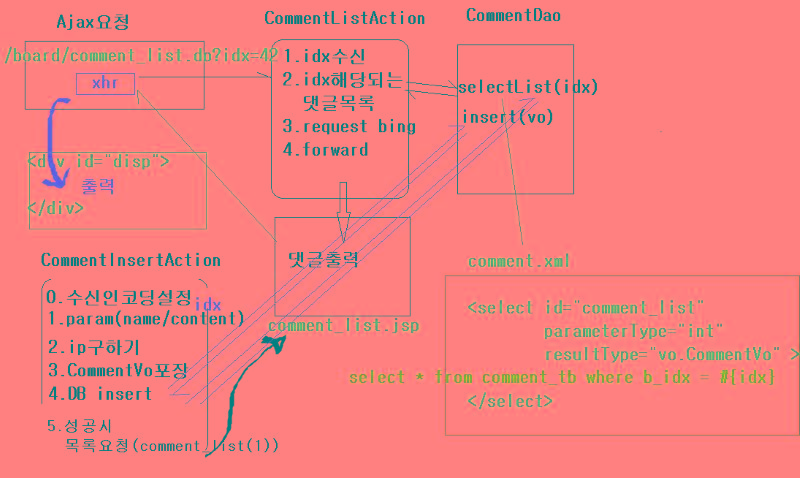 Ajax요청
/board/comment_list.do?idx=42
xhr
<div id="disp">
출력
</div>
CommentListAction
1.idx수신
2.idx해당되는
댓글목록
3.request bing
4.forward
CommentDao
selectList(idx)
insert(vo)
댓글출력
comment_list.jsp
CommentInsertAction
0.수신인코딩설정
idx
1.param(name/content)
2.ip구하기
3.CommentVo포장
4.DB insert
5.성공시
목록요청(comment_list(1))
comment.xml
<select id="comment_list"
parameterType="int"
resultType="vo.CommentVo" >
select * from comment_tb where b_idx = #{idx}
</select>